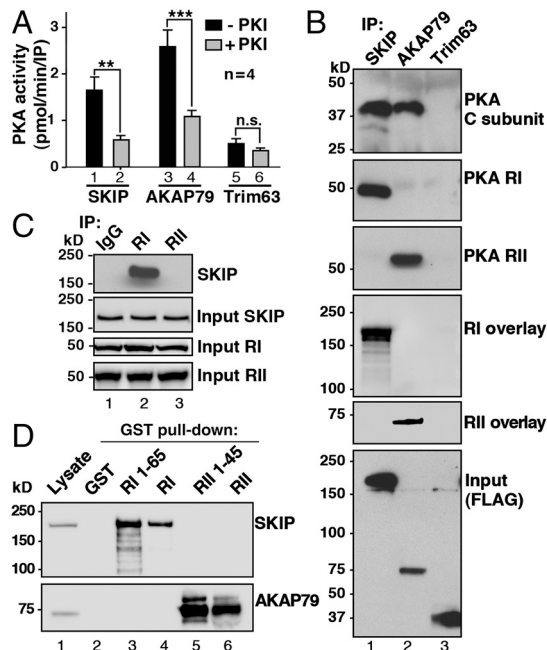 A
PKA activity
(pmol/min/IP)
3
2
1
0
**
***
n.s.
- PKI
+ PKI
n=4
1 2 3 4 5 6
SKIP AKAP79 Trim63
B
IP:
SKIP AKAP79 Trim63
kD
50
37
25
PKA
C subunit
50
PKA RI
50
PKA RII
250
150
100
RI overlay
75
RII overlay
250
150
100
75
50
37
Input
(FLAG)
1 2 3
C
IP:
IgG RI RII
kD
250
150
SKIP
250
150
Input SKIP
50
Input RI
50
Input RII
1 2 3
D
GST pull-down:
Lysate GST RI 1-65 RI RII 1-45 RII
kD
250
150
100
SKIP
75
AKAP79
1 2 3 4 5 6